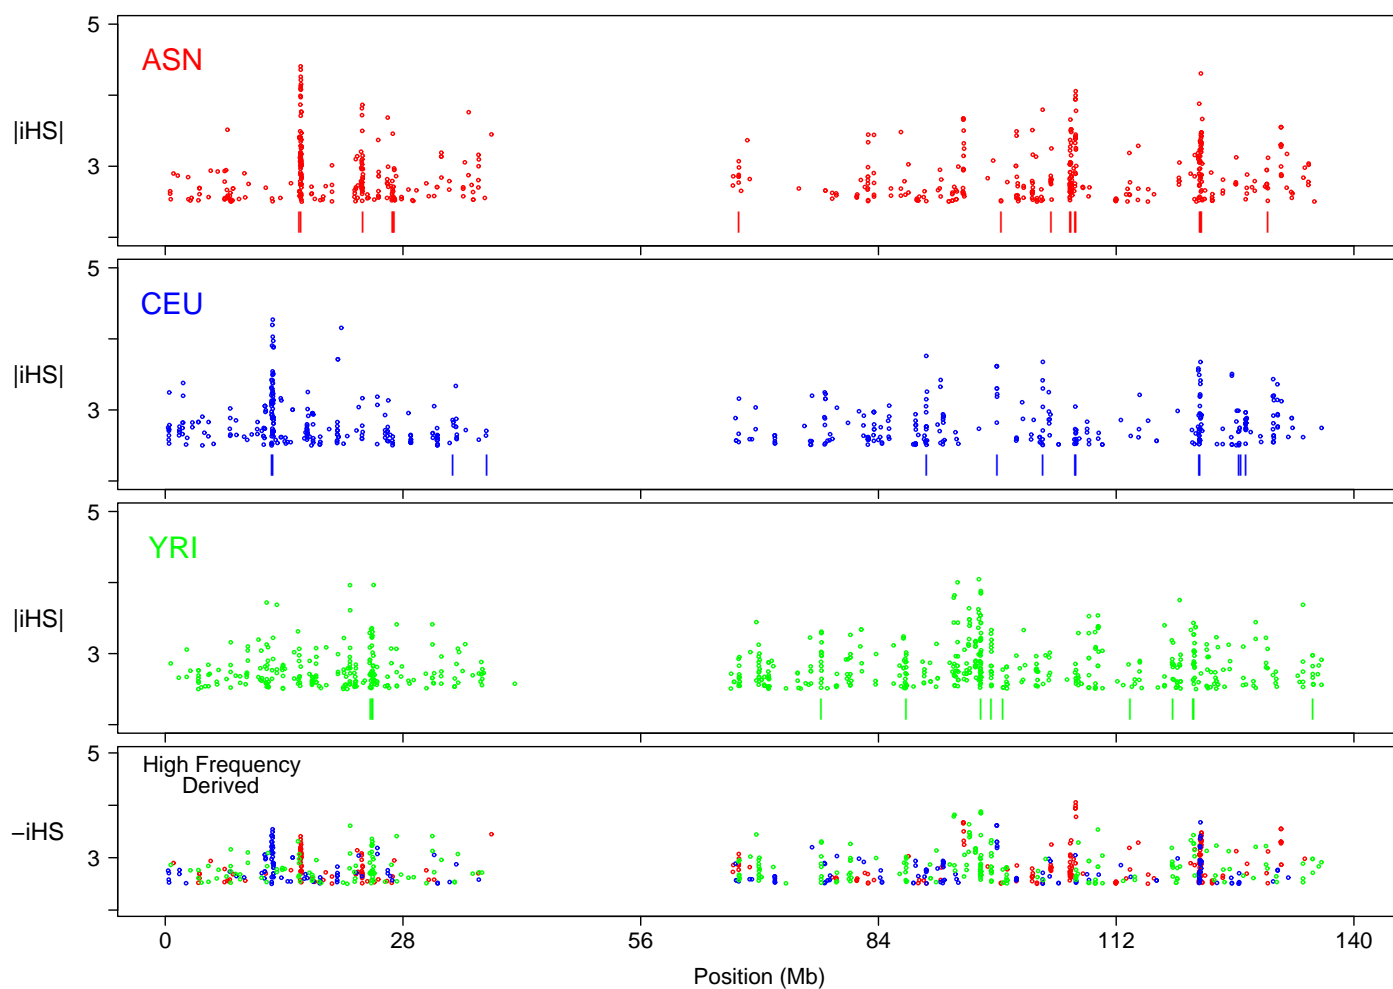 5
ASN
|iHS|
3
5
CEU
|iHS|
3
5
YRI
|iHS|
3
5
High Frequency
Derived
−iHS
3
0 28 56 84 112 140
Position (Mb)